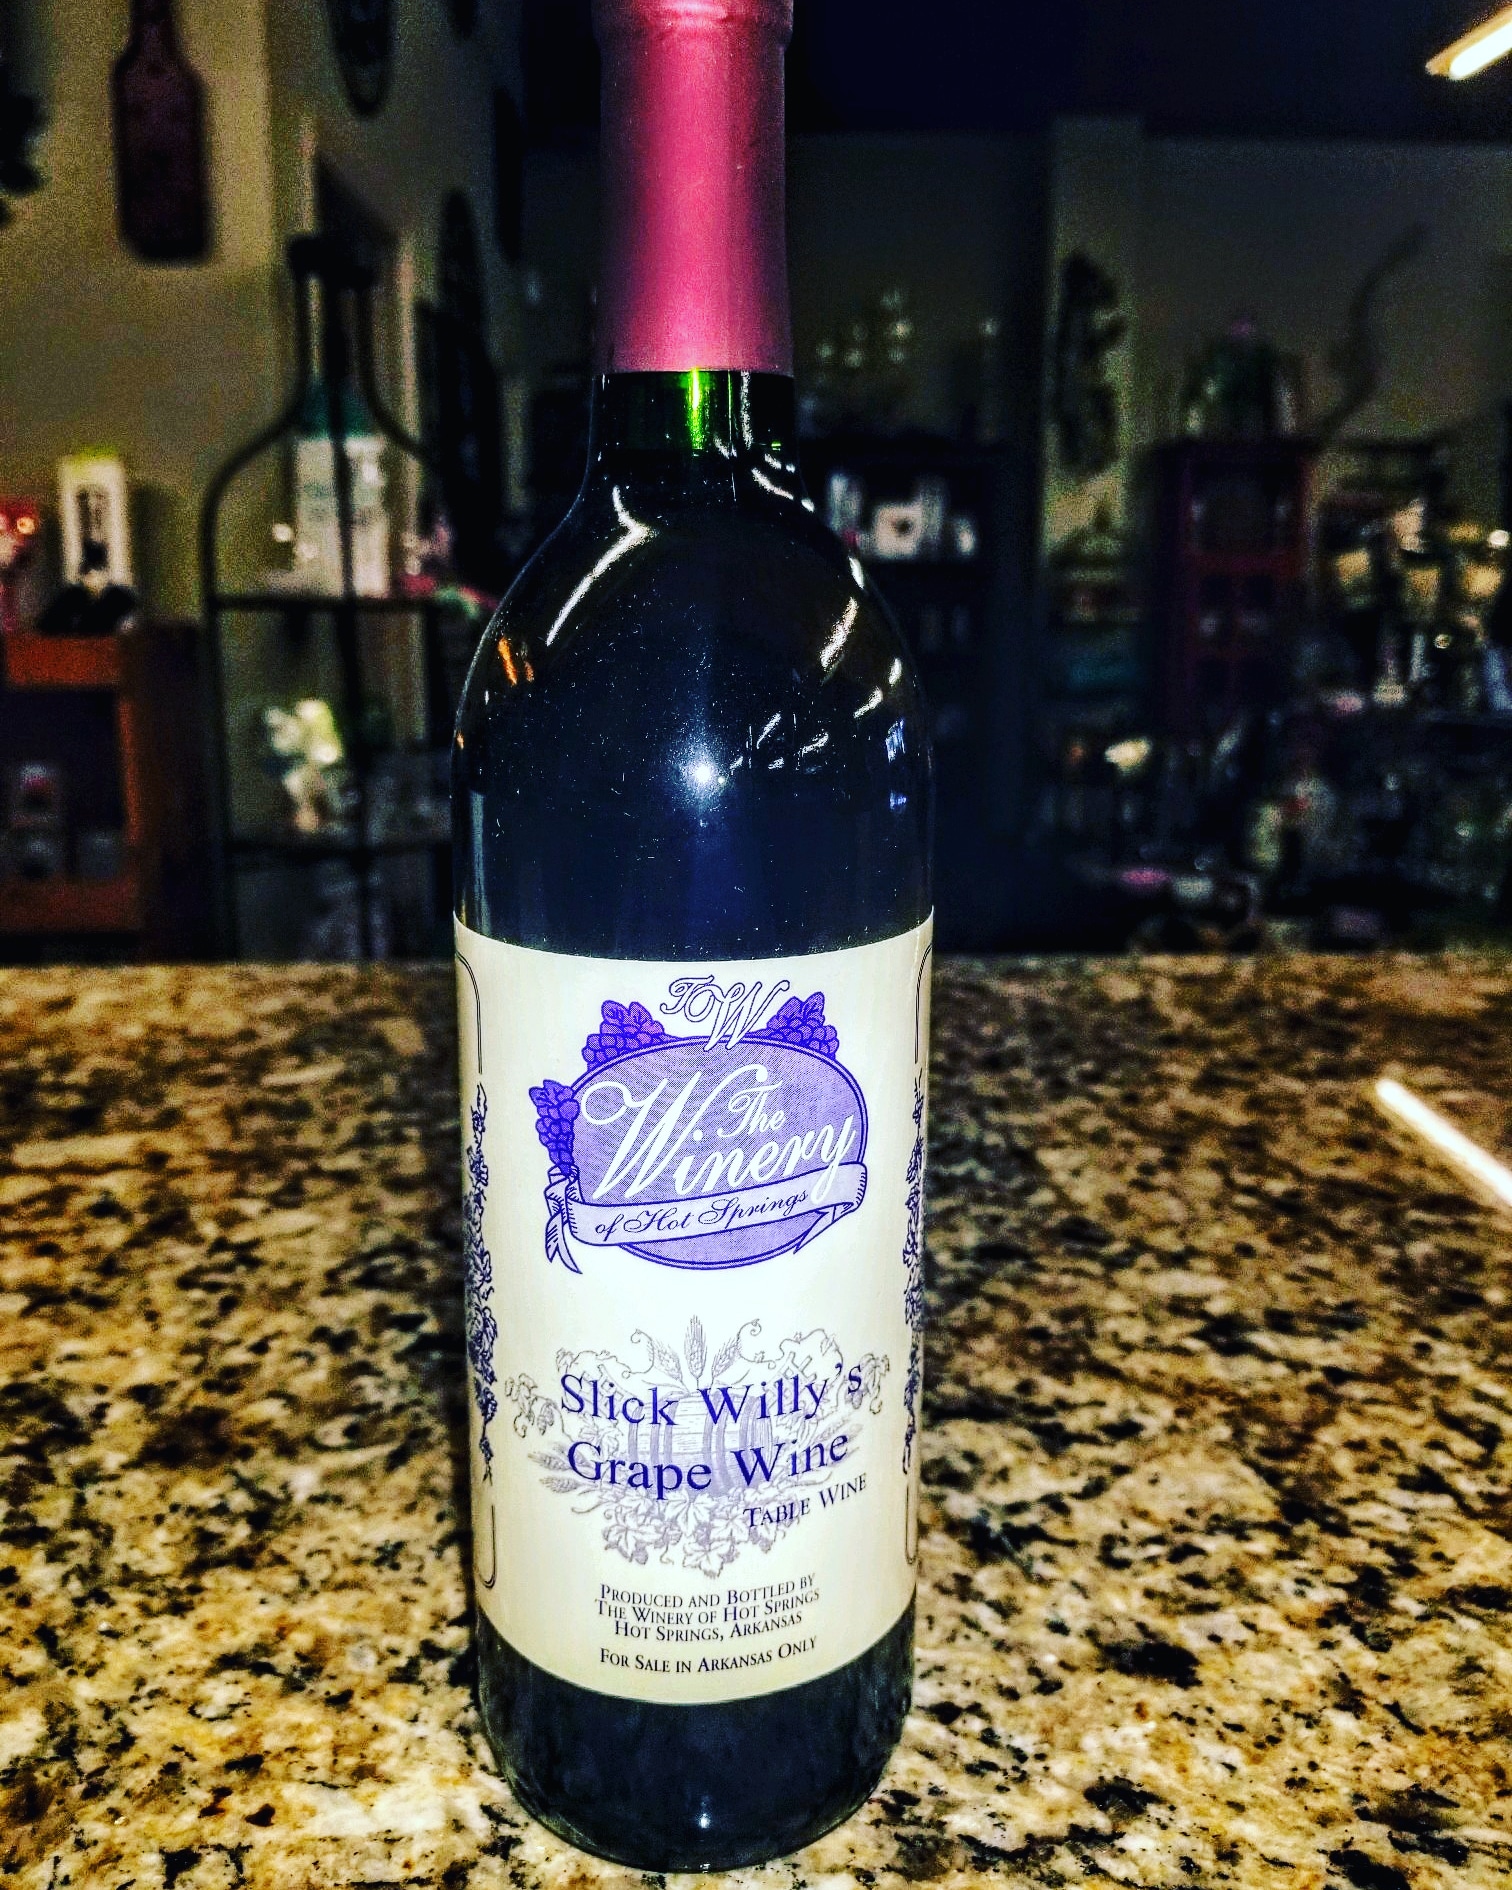 TOW
The
Winery
of Hot Springs
Slick Willy's
Grape Wine
TABLE WINE
PRODUCED AND BOTTLED BY
THE WINERY OF HOT SPRINGS
HOT SPRINGS, ARKANSAS
FOR SALE IN ARKANSAS ONLY